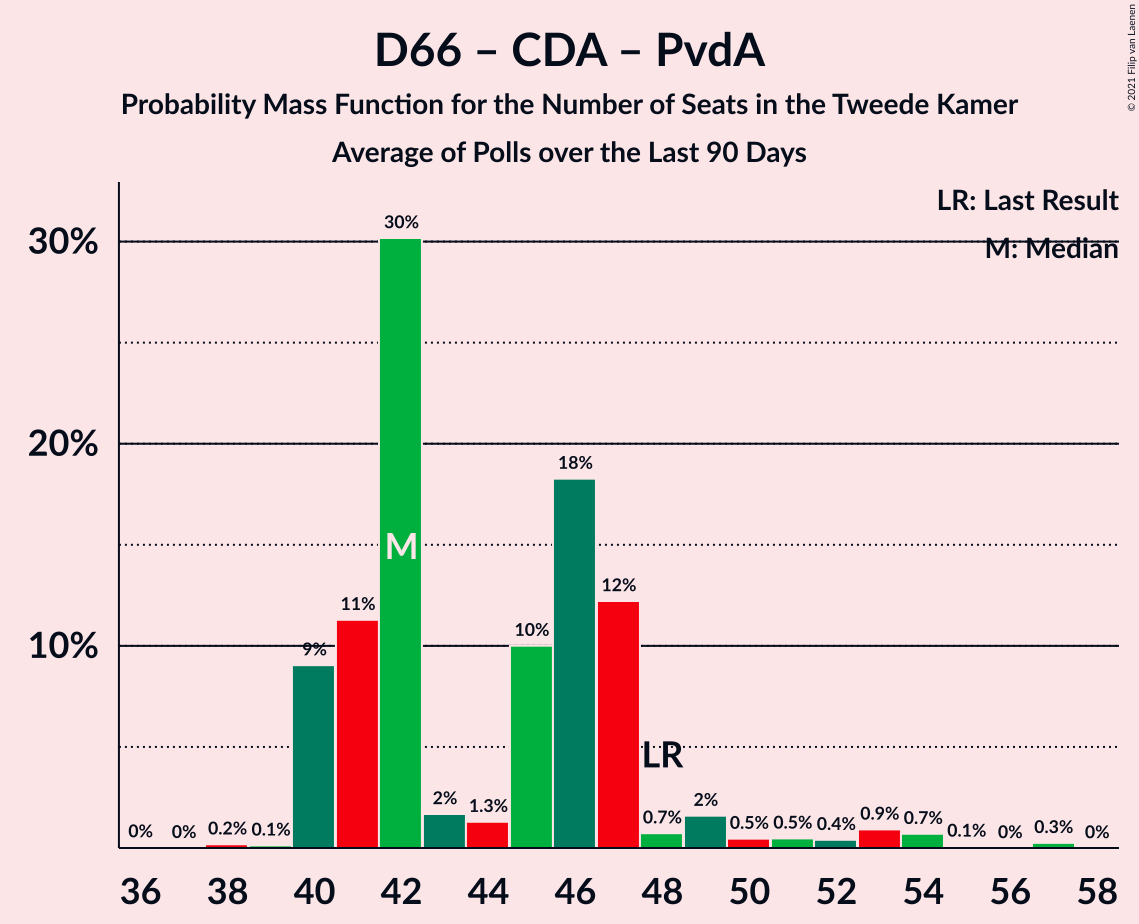 D66 – CDA – PvdA
Probability Mass Function for the Number of Seats in the Tweede Kamer
Average of Polls over the Last 90 Days
© 2021 Filip van Laenen
LR: Last Result
M: Median
30%
20%
10%
0% 0% 0.2% 0.1% 9% 11% 30% 2% 1.3% 10% 18% 12% 0.7% 2% 0.5% 0.5% 0.4% 0.9% 0.7% 0.1% 0% 0.3% 0%
M
LR
36 38 40 42 44 46 48 50 52 54 56 58